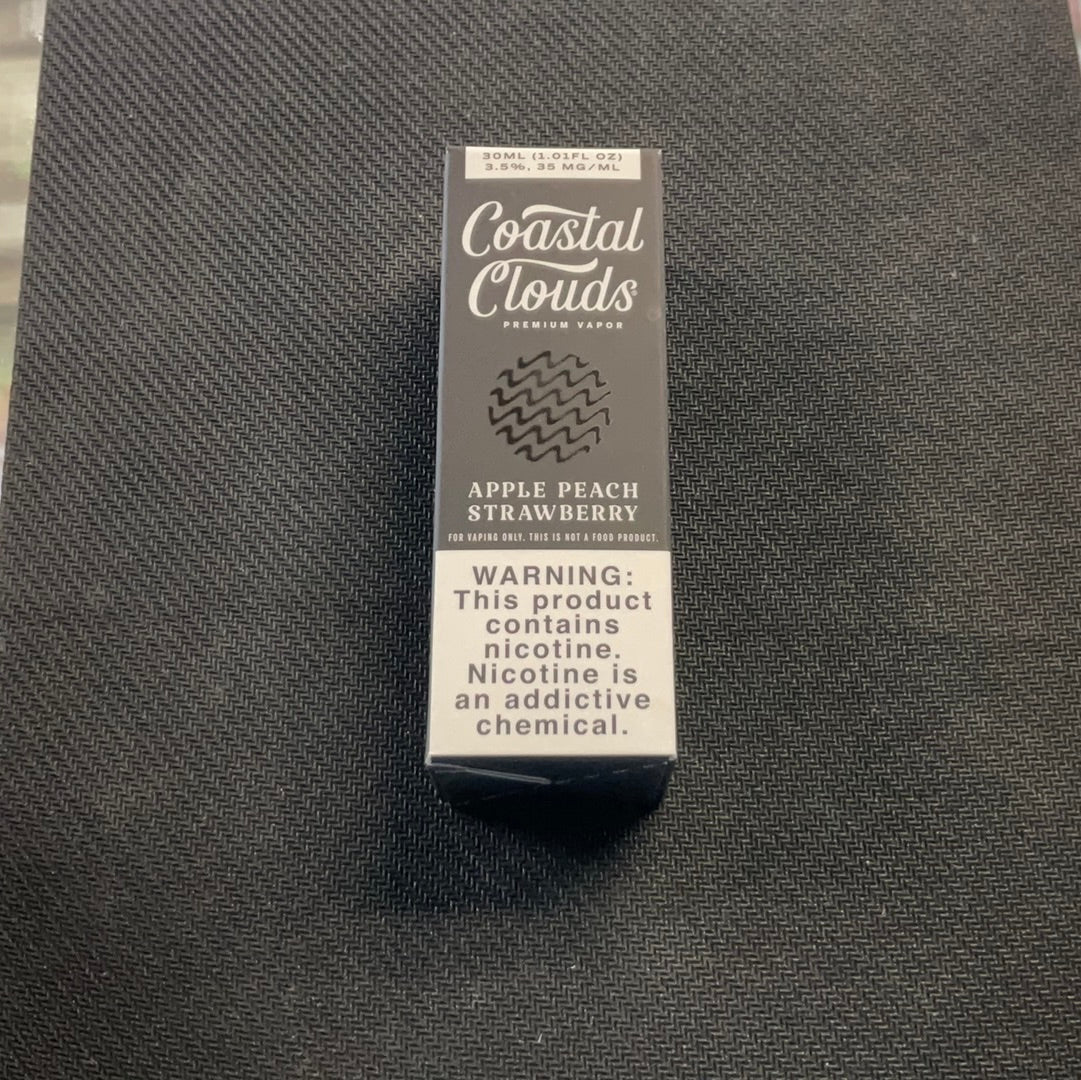 30ML (1.01FL OZ)
3.5%, 35 MG/ML
Coastal
Clouds
PREMIUM VAPOR
APPLE PEACH
STRAWBERRY
FOR VAPING ONLY. THIS IS NOT A FOOD PRODUCT.
WARNING:
This product
contains
nicotine.
Nicotine is
an addictive
chemical.